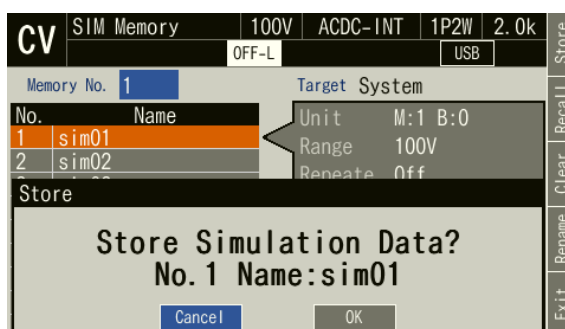 CV SIM Memory 100V ACDC-INT 1P2W 2.0k
OFF-L USB
Memory No. 1 Target System
No. Name
1 sim01
2 sim02
Unit M:1 B:0
Range 100V
Repeate Off
Store
Store Simulation Data?
No.1 Name:sim01
Cancel OK
Store
Recall
Clear
Rename
Exit